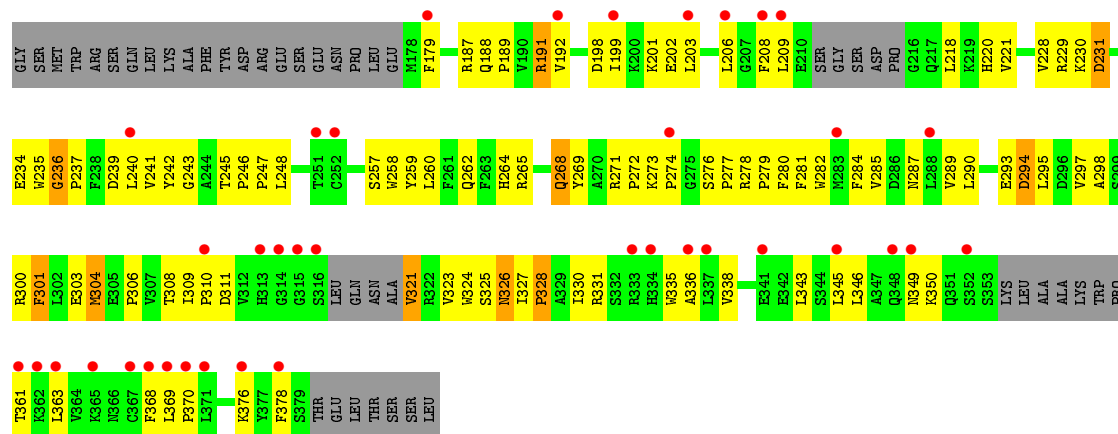 GLY SER MET TRP ARG SER GLN LEU LYS ALA PHE TYR ASP ARG GLU SER GLU ASN PRO LEU GLU M178 F179 R187 Q188 P189 V190 R191 V192 D198 I199 K200 K201 E202 L203 L206 G207 F208 L209 E210 SER GLY SER ASP PRO G216 Q217 L218 K219 H220 V221 V228 R229 K230 D231
E234 W235 G236 P237 F238 D239 L240 V241 Y242 G243 A244 T245 P246 P247 L248 T251 C252 S257 W258 Y259 L260 F261 Q262 F263 H264 R265 Q268 Y269 A270 R271 P272 K273 P274 G275 S276 P277 R278 P279 F280 F281 W282 M283 F284 V285 D286 N287 L288 V289 L290 E293 D294 L295 D296 V297 A298 S299
R300 F301 L302 E303 M304 E305 P306 V307 T308 I309 P310 D311 V312 H313 G314 G315 S316 LEU GLN ASN ALA V321 R322 V323 W324 S325 N326 I327 P328 A329 I330 R331 S332 R333 H334 W335 A336 L337 V338 E341 E342 L343 S344 L345 L346 A347 Q348 N349 K350 Q351 S352 S353 LYS LEU ALA ALA LYS TRP PRO
T361 K362 L363 V364 K365 N366 C367 F368 L369 P370 L371 K376 Y377 F378 S379 THR GLU LEU LEU THR SER SER LEU